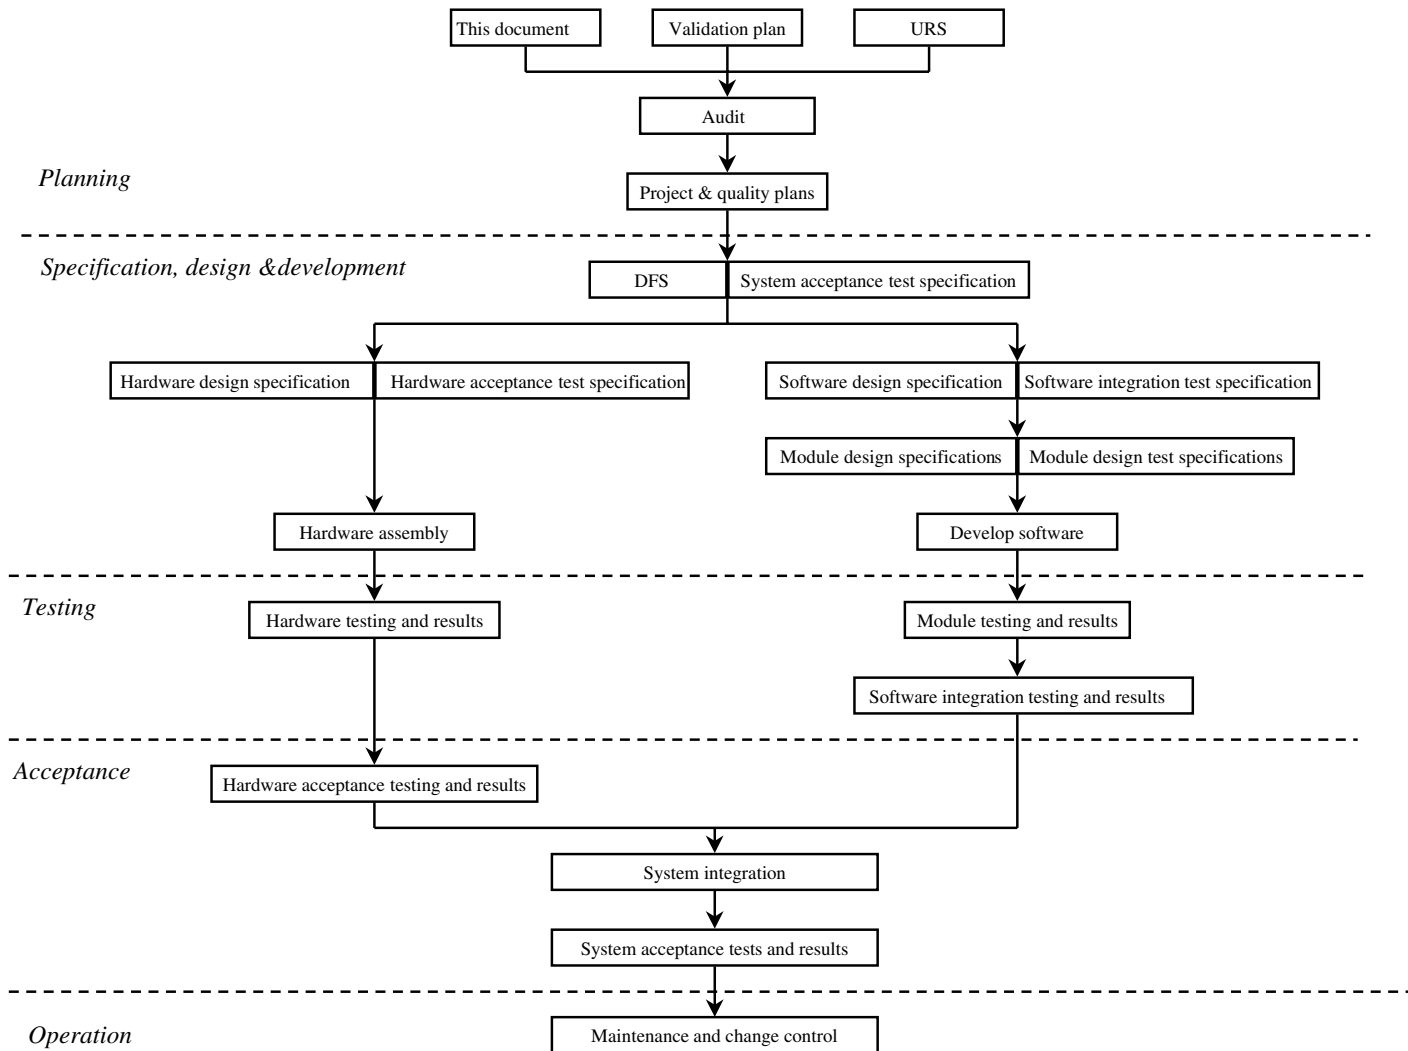 This document
Validation plan
URS
Audit
Planning
Project & quality plans
Specification, design &development
DFS
System acceptance test specification
Hardware design specification
Hardware acceptance test specification
Software design specification
Software integration test specification
Module design specifications
Module design test specifications
Hardware assembly
Develop software
Testing
Hardware testing and results
Module testing and results
Software integration testing and results
Acceptance
Hardware acceptance testing and results
System integration
System acceptance tests and results
Operation
Maintenance and change control